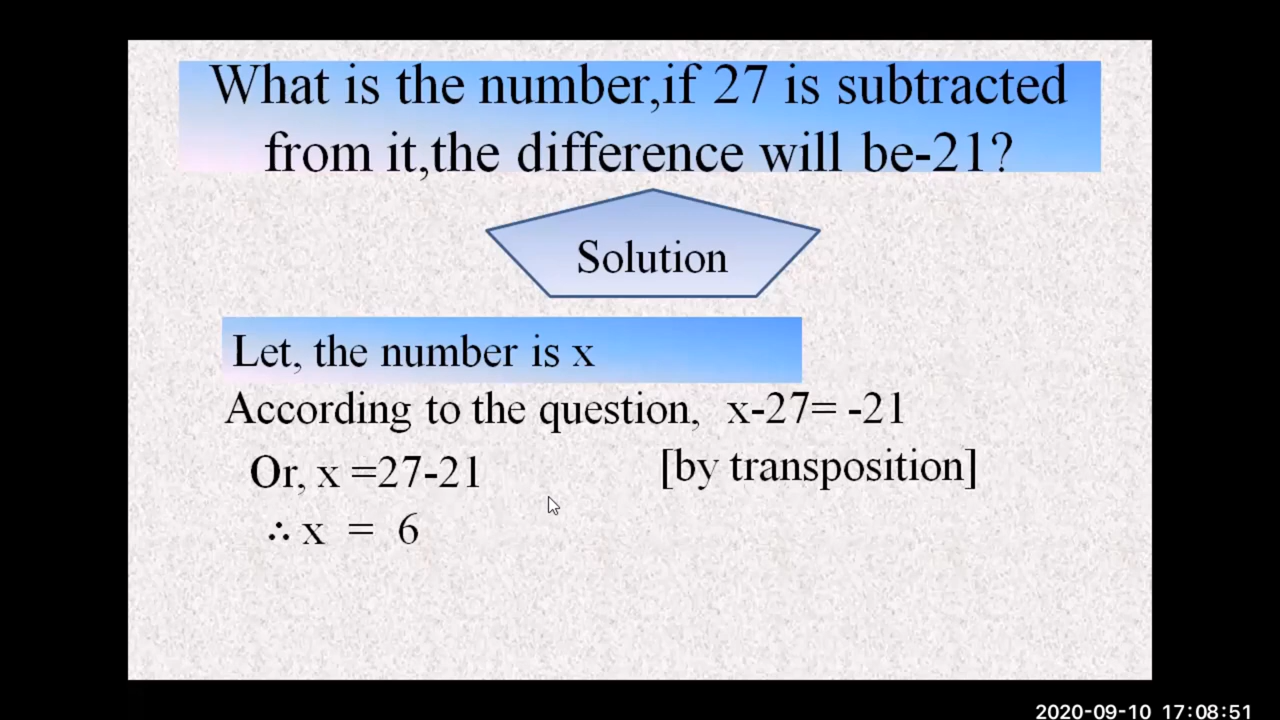 What is the number,if 27 is subtracted
from it,the difference will be-21?
Solution
Let, the number is x
According to the question, x-27= -21
Or, x =27-21 [by transposition]
∴ x = 6
2020-09-10 17:08:51